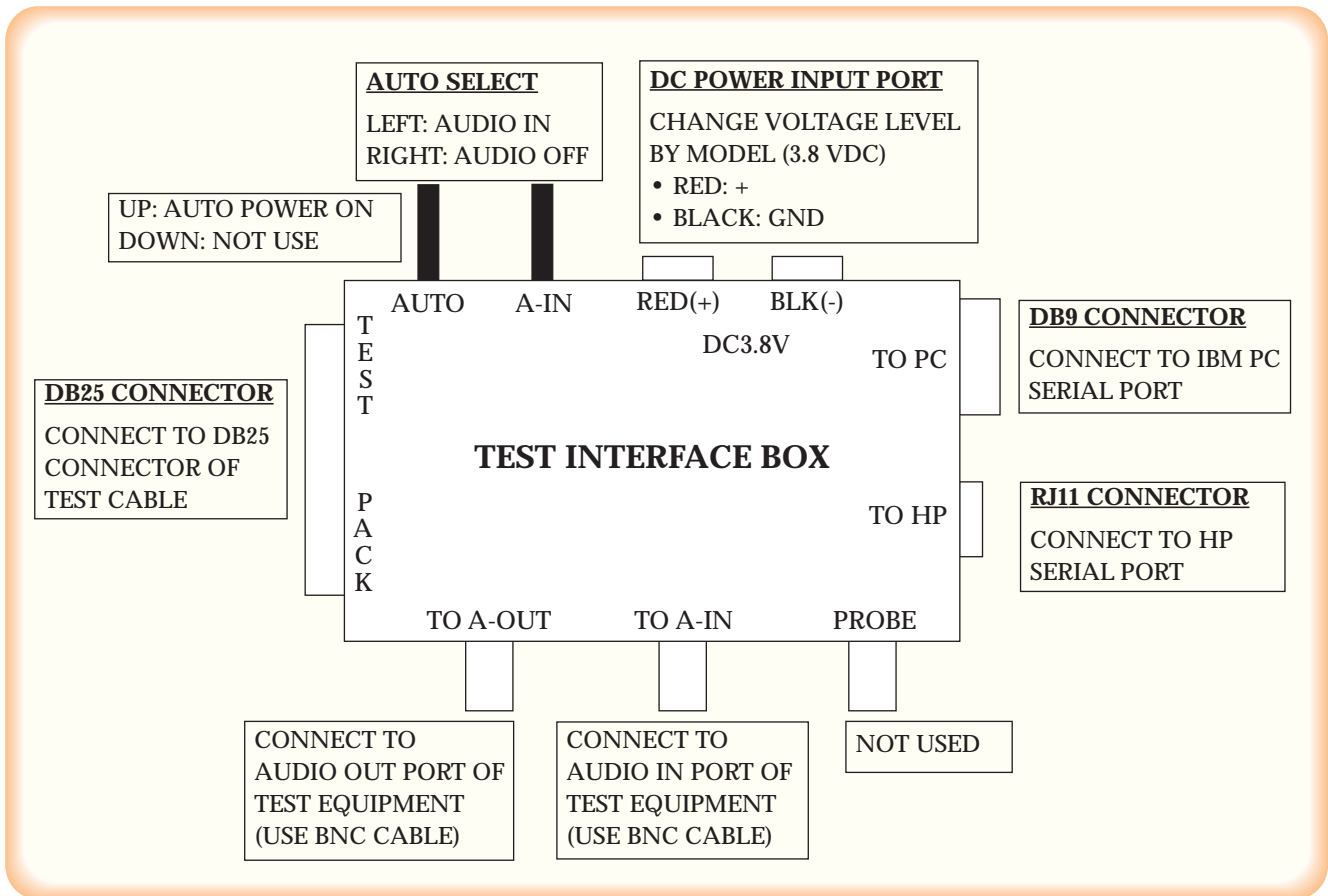 AUTO SELECT
LEFT: AUDIO IN
RIGHT: AUDIO OFF
DC POWER INPUT PORT
CHANGE VOLTAGE LEVEL
BY MODEL (3.8 VDC)
• RED: +
• BLACK: GND
UP: AUTO POWER ON
DOWN: NOT USE
AUTO
A-IN
RED(+)
BLK(-)
DC3.8V
TEST PACK
TO PC
DB9 CONNECTOR
CONNECT TO IBM PC
SERIAL PORT
DB25 CONNECTOR
CONNECT TO DB25
CONNECTOR OF
TEST CABLE
TEST INTERFACE BOX
TO HP
RJ11 CONNECTOR
CONNECT TO HP
SERIAL PORT
TO A-OUT
TO A-IN
PROBE
CONNECT TO
AUDIO OUT PORT OF
TEST EQUIPMENT
(USE BNC CABLE)
CONNECT TO
AUDIO IN PORT OF
TEST EQUIPMENT
(USE BNC CABLE)
NOT USED